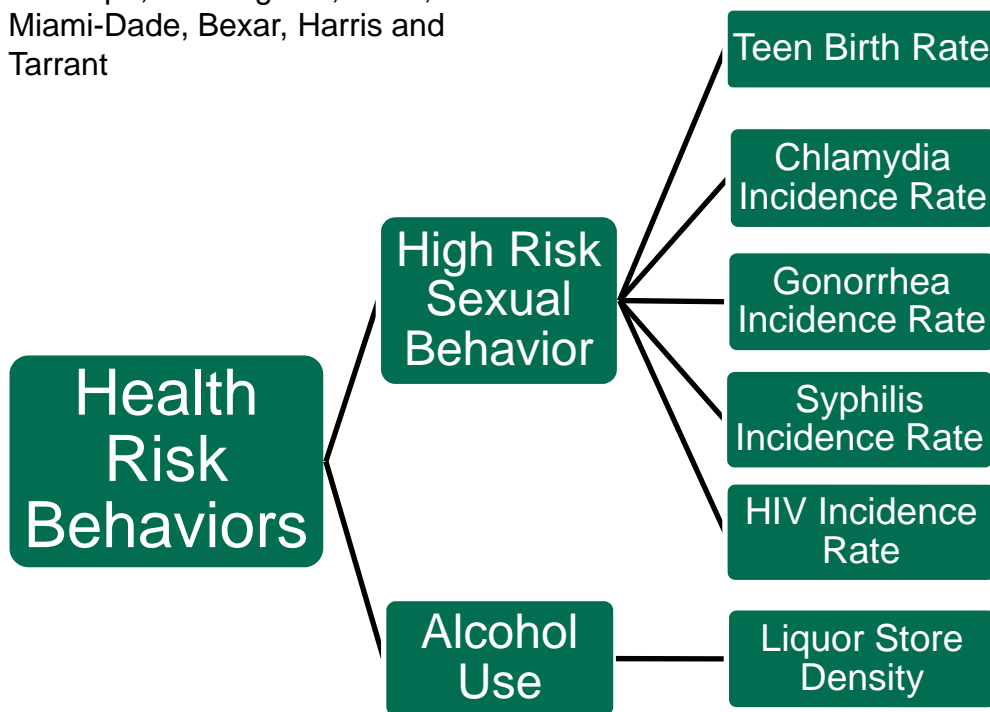 Miami-Dade, Bexar, Harris and
Tarrant
Teen Birth Rate
Chlamydia
Incidence Rate
High Risk
Sexual
Behavior
Gonorrhea
Incidence Rate
Health
Risk
Behaviors
Syphilis
Incidence Rate
HIV Incidence
Rate
Alcohol
Use
Liquor Store
Density